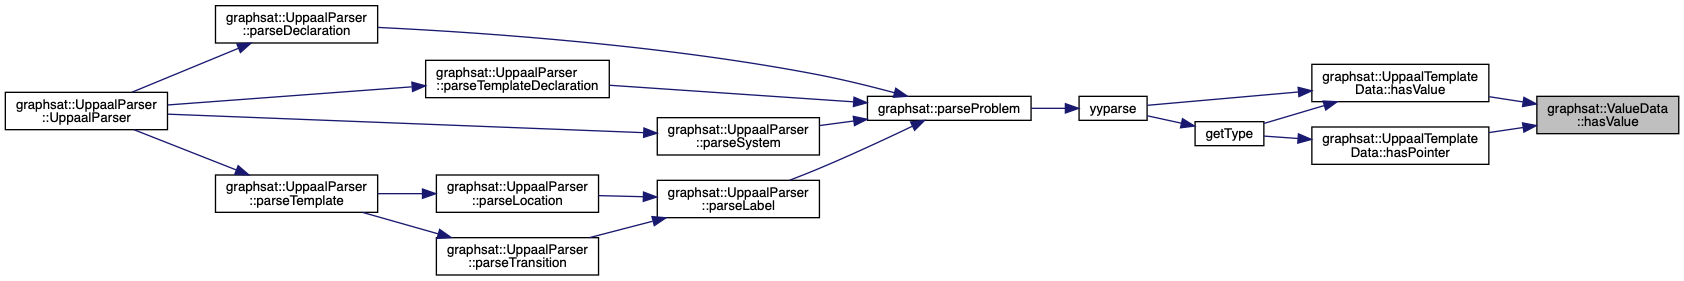 graphsat::UppaalParser
::UppaalParser
graphsat::UppaalParser
::parseDeclaration
graphsat::UppaalParser
::parseTemplateDeclaration
graphsat::UppaalParser
::parseSystem
graphsat::UppaalParser
::parseTemplate
graphsat::UppaalParser
::parseLocation
graphsat::UppaalParser
::parseTransition
graphsat::UppaalParser
::parseLabel
graphsat::parseProblem
yyparse
getType
graphsat::UppaalTemplate
Data::hasValue
graphsat::UppaalTemplate
Data::hasPointer
graphsat::ValueData
::hasValue